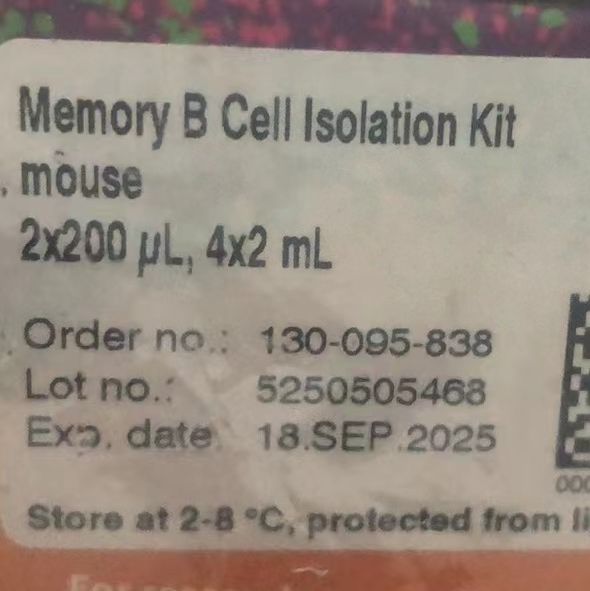 Memory B Cell Isolation Kit
mouse
2x200 µL, 4x2 mL
Order no.: 130-095-838
Lot no.: 5250505468
Exp. date 18.SEP.2025
Store at 2-8 °C, protected from
000